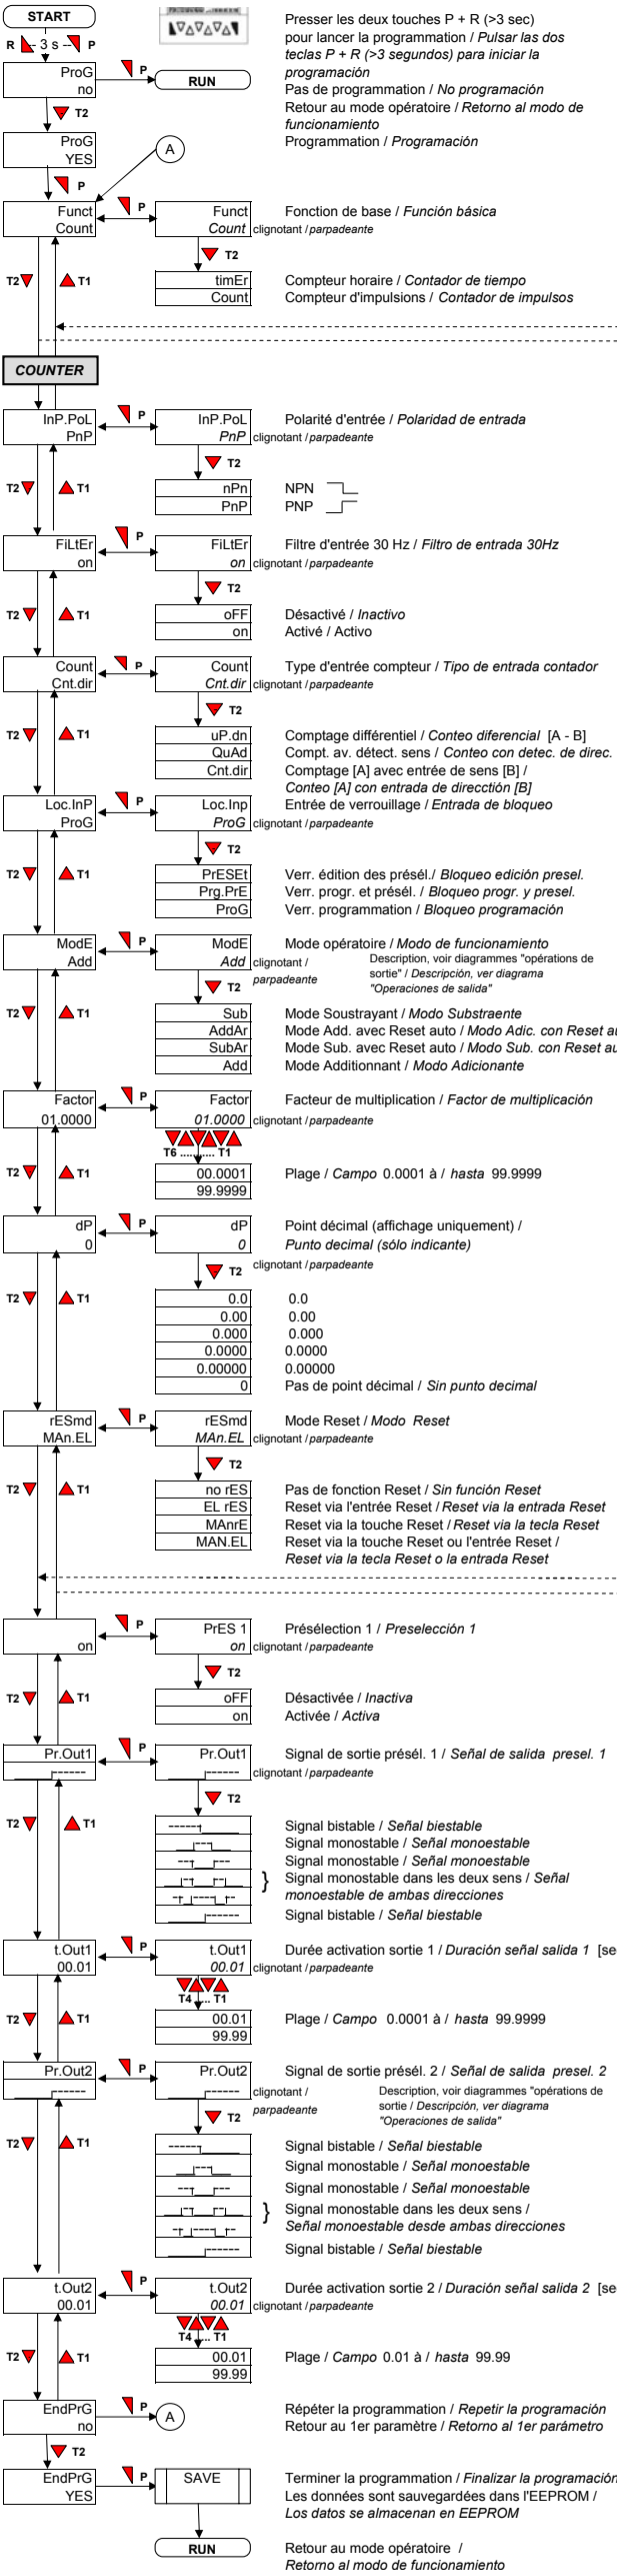 START
Presser les deux touches P + R (>3 sec)
pour lancer la programmation / Pulsar las dos
teclas P + R (>3 segundos) para iniciar la
programación
R -- 3 s -- P
ProG
no
P
RUN
Pas de programmation / No programación
Retour au mode opératoire / Retorno al modo de
funcionamiento
T2
ProG
YES
A
Programmation / Programación
P
Funct
Count
P
Funct
Count
clignotant / parpadeante
Fonction de base / Función básica
T2
T2
T1
timEr
Count
Compteur horaire / Contador de tiempo
Compteur d'impulsions / Contador de impulsos
COUNTER
InP.PoL
PnP
P
InP.PoL
PnP
clignotant / parpadeante
Polarité d'entrée / Polaridad de entrada
T2
T2
T1
nPn
PnP
NPN
PNP
FiLtEr
on
P
FiLtEr
on
clignotant / parpadeante
Filtre d'entrée 30 Hz / Filtro de entrada 30Hz
T2
T2
T1
oFF
on
Désactivé / Inactivo
Activé / Activo
Count
Cnt.dir
P
Count
Cnt.dir
clignotant / parpadeante
Type d'entrée compteur / Tipo de entrada contador
T2
T2
T1
uP.dn
QuAd
Cnt.dir
Comptage différentiel / Conteo diferencial [A - B]
Compt. av. détect. sens / Conteo con detec. de direc.
Comptage [A] avec entrée de sens [B] /
Conteo [A] con entrada de direcctión [B]
Loc.InP
ProG
P
Loc.Inp
ProG
clignotant / parpadeante
Entrée de verrouillage / Entrada de bloqueo
T2
T2
T1
PrESEt
Prg.PrE
ProG
Verr. édition des présél./ Bloqueo edición presel.
Verr. progr. et présél. / Bloqueo progr. y presel.
Verr. programmation / Bloqueo programación
ModE
Add
P
ModE
Add
clignotant /
parpadeante
Mode opératoire / Modo de funcionamiento
Description, voir diagrammes "opérations de
sortie" / Descripción, ver diagrama
"Operaciones de salida"
T2
T2
T1
Sub
AddAr
SubAr
Add
Mode Soustrayant / Modo Substraente
Mode Add. avec Reset auto / Modo Adic. con Reset au
Mode Sub. avec Reset auto / Modo Sub. con Reset au
Mode Additionnant / Modo Adicionante
Factor
01.0000
P
Factor
01.0000
clignotant / parpadeante
Facteur de multiplication / Factor de multiplicación
T6 .......... T1
T2
T1
00.0001
99.9999
Plage / Campo 0.0001 à / hasta 99.9999
dP
0
P
dP
0
clignotant / parpadeante
Point décimal (affichage uniquement) /
Punto decimal (sólo indicante)
T2
T2
T1
0.0
0.00
0.000
0.0000
0.00000
0
0.0
0.00
0.000
0.0000
0.00000
Pas de point décimal / Sin punto decimal
rESmd
MAn.EL
P
rESmd
MAn.EL
clignotant / parpadeante
Mode Reset / Modo Reset
T2
T2
T1
no rES
EL rES
MAnrE
MAN.EL
Pas de fonction Reset / Sin función Reset
Reset via l'entrée Reset / Reset via la entrada Reset
Reset via la touche Reset / Reset via la tecla Reset
Reset via la touche Reset ou l'entrée Reset /
Reset via la tecla Reset o la entrada Reset
on
P
PrES 1
on
clignotant / parpadeante
Présélection 1 / Preselección 1
T2
T2
T1
oFF
on
Désactivée / Inactiva
Activée / Activa
Pr.Out1
P
Pr.Out1
clignotant / parpadeante
Signal de sortie présél. 1 / Señal de salida presel. 1
T2
T2
T1
Signal bistable / Señal biestable
Signal monostable / Señal monoestable
Signal monostable / Señal monoestable
} Signal monostable dans les deux sens / Señal
monoestable de ambas direcciones
Signal bistable / Señal biestable
t.Out1
00.01
P
t.Out1
00.01
clignotant / parpadeante
Durée activation sortie 1 / Duración señal salida 1 [se
T4 ... T1
T2
T1
00.01
99.99
Plage / Campo 0.0001 à / hasta 99.9999
Pr.Out2
P
Pr.Out2
clignotant /
parpadeante
Signal de sortie présél. 2 / Señal de salida presel. 2
Description, voir diagrammes "opérations de
sortie / Descripción, ver diagrama
"Operaciones de salida"
T2
T2
T1
Signal bistable / Señal biestable
Signal monostable / Señal monoestable
Signal monostable / Señal monoestable
} Signal monostable dans les deux sens /
Señal monoestable desde ambas direcciones
Signal bistable / Señal biestable
t.Out2
00.01
P
t.Out2
00.01
clignotant / parpadeante
Durée activation sortie 2 / Duración señal salida 2 [se
T4 ... T1
T2
T1
00.01
99.99
Plage / Campo 0.01 à / hasta 99.99
EndPrG
no
P
A
Répéter la programmation / Repetir la programación
Retour au 1er paramètre / Retorno al 1er parámetro
T2
EndPrG
YES
P
SAVE
Terminer la programmation / Finalizar la programación
Les données sont sauvegardées dans l'EEPROM /
Los datos se almacenan en EEPROM
RUN
Retour au mode opératoire /
Retorno al modo de funcionamiento